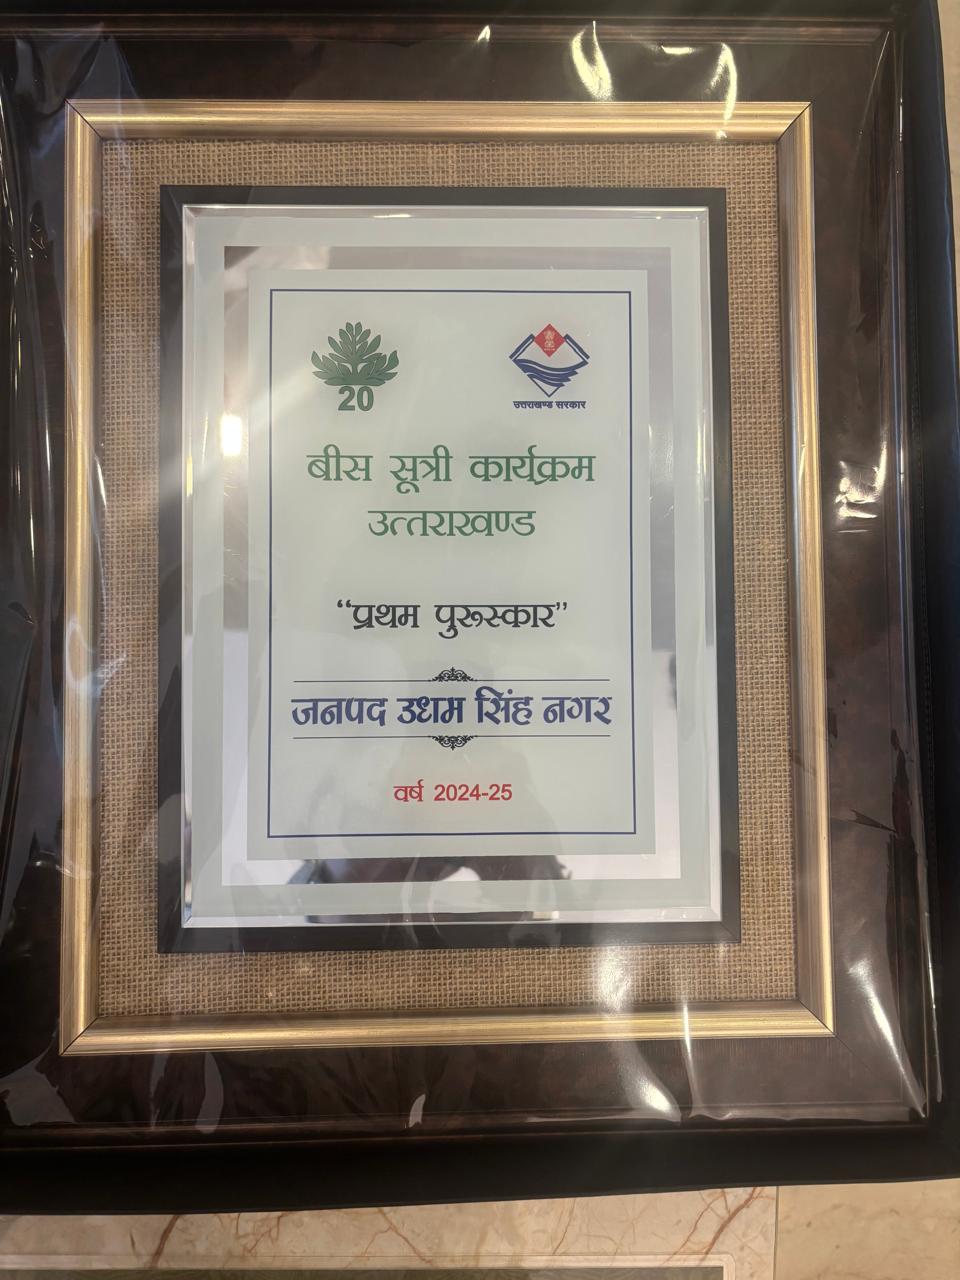 20
उत्तराखण्ड सरकार
बीस सूत्री कार्यक्रम
उत्तराखण्ड
“प्रथम पुरूस्कार”
जनपद उधम सिंह नगर
वर्ष 2024-25